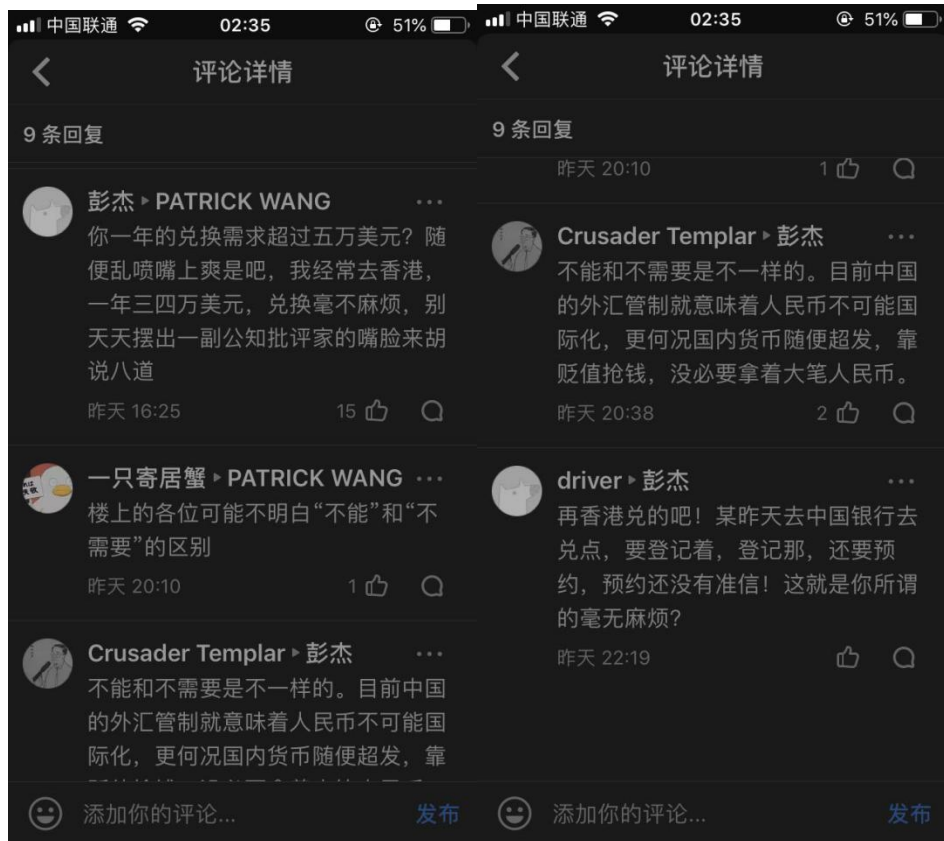 中国联通 02:35 51%
评论详情
9 条回复
彭杰 ▸ PATRICK WANG
你一年的兑换需求超过五万美元？随
便乱喷嘴上爽是吧，我经常去香港，
一年三四万美元，兑换毫不麻烦，别
天天摆出一副公知批评家的嘴脸来胡
说八道
昨天 16:25 15
一只寄居蟹 ▸ PATRICK WANG
楼上的各位可能不明白“不能”和“不
需要”的区别
昨天 20:10 1
Crusader Templar ▸ 彭杰
不能和不需要是不一样的。目前中国
的外汇管制就意味着人民币不可能国
际化，更何况国内货币随便超发，靠
添加你的评论... 发布
中国联通 02:35 51%
评论详情
9 条回复
昨天 20:10 1
Crusader Templar ▸ 彭杰
不能和不需要是不一样的。目前中国
的外汇管制就意味着人民币不可能国
际化，更何况国内货币随便超发，靠
贬值抢钱，没必要拿着大笔人民币。
昨天 20:38 2
driver ▸ 彭杰
再香港兑的吧！某昨天去中国银行去
兑点，要登记着，登记那，还要预
约，预约还没有准信！这就是你所谓
的毫无麻烦？
昨天 22:19
添加你的评论... 发布